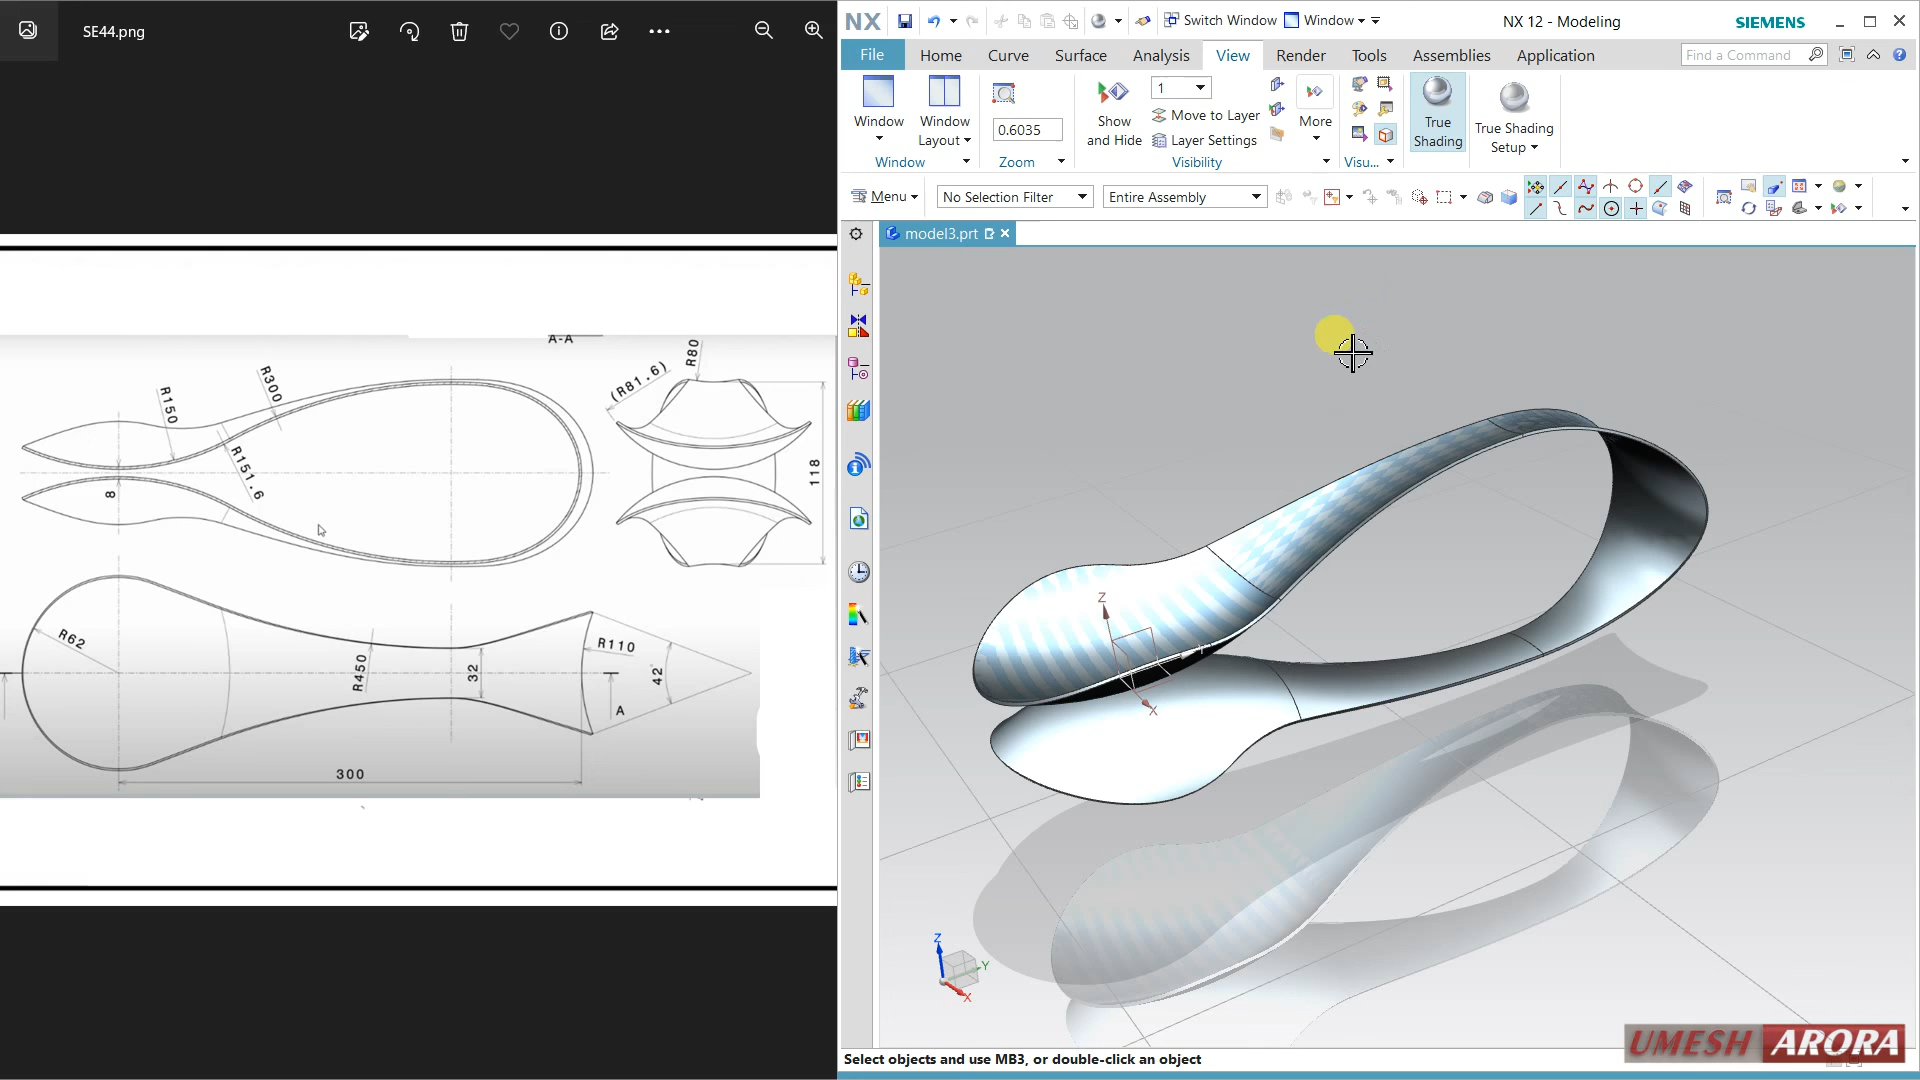 SE44.png
NX
Switch Window
Window
NX 12 - Modeling
SIEMENS
File
Home
Curve
Surface
Analysis
View
Render
Tools
Assemblies
Application
Find a Command
Window
Window
Layout
Window
0.6035
Zoom
Show
and Hide
1
Move to Layer
Layer Settings
Visibility
More
Visu...
True
Shading
True Shading
Setup
Menu
No Selection Filter
Entire Assembly
model3.prt
A-A
R150
R300
R151.6
8
(R81.6)
R80
118
R62
R450
32
R110
42°
A
300
Z
X
Z
Y
X
Select objects and use MB3, or double-click an object
UMESH ARORA